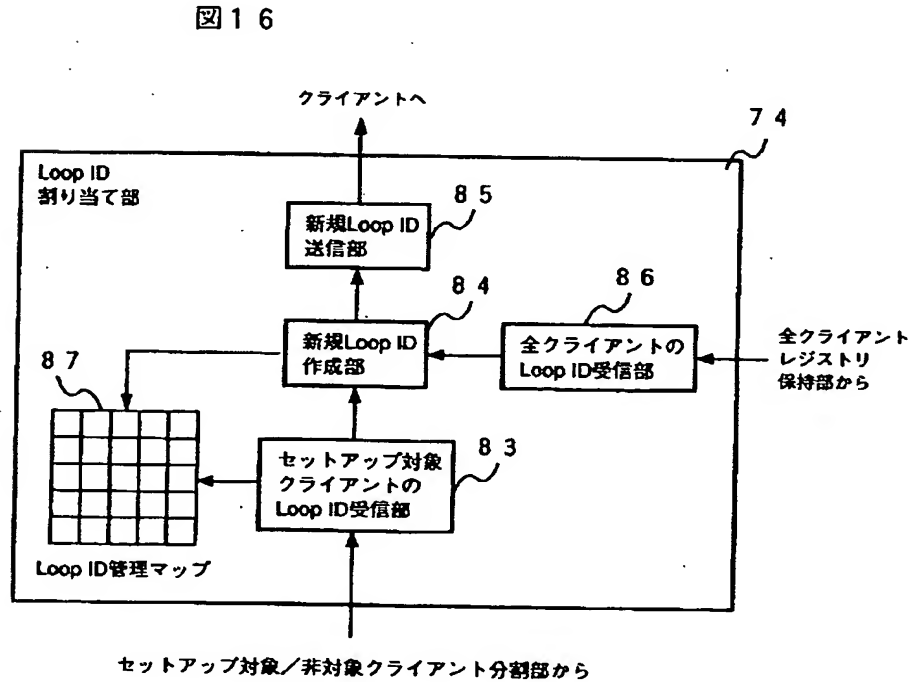 図16
クライアントへ
74
Loop ID
割り当て部
85
新規Loop ID
送信部
84
86
新規Loop ID
作成部
全クライアントの
Loop ID受信部
全クライアント
レジストリ
保持部から
87
83
セットアップ対象
クライアントの
Loop ID受信部
Loop ID管理マップ
セットアップ対象/非対象クライアント分割部から